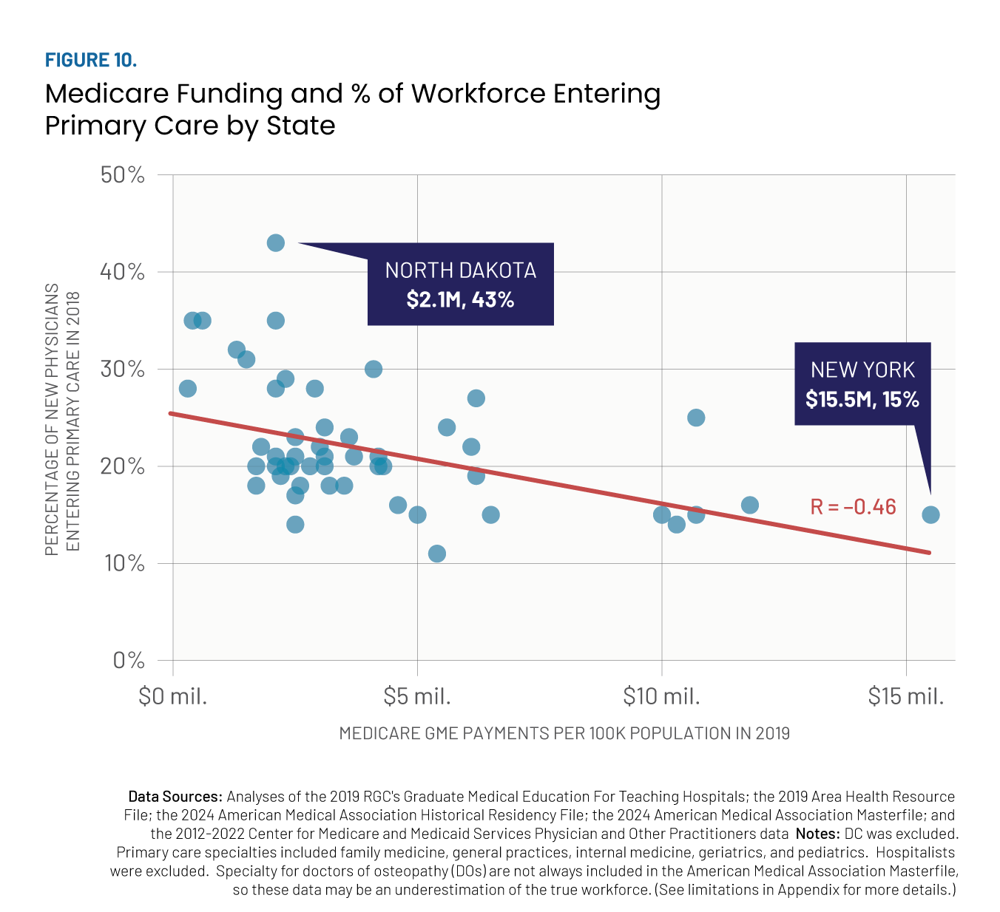 FIGURE 10.
Medicare Funding and % of Workforce Entering
Primary Care by State
50%
40%
30%
20%
10%
0%
PERCENTAGE OF NEW PHYSICIANS
ENTERING PRIMARY CARE IN 2018
NORTH DAKOTA
$2.1M, 43%
NEW YORK
$15.5M, 15%
R = –0.46
$0 mil.
$5 mil.
$10 mil.
$15 mil.
MEDICARE GME PAYMENTS PER 100K POPULATION IN 2019
Data Sources: Analyses of the 2019 RGC's Graduate Medical Education For Teaching Hospitals; the 2019 Area Health Resource
File; the 2024 American Medical Association Historical Residency File; the 2024 American Medical Association Masterfile; and
the 2012-2022 Center for Medicare and Medicaid Services Physician and Other Practitioners data  Notes: DC was excluded.
Primary care specialties included family medicine, general practices, internal medicine, geriatrics, and pediatrics.  Hospitalists
were excluded.  Specialty for doctors of osteopathy (DOs) are not always included in the American Medical Association Masterfile,
so these data may be an underestimation of the true workforce. (See limitations in Appendix for more details.)